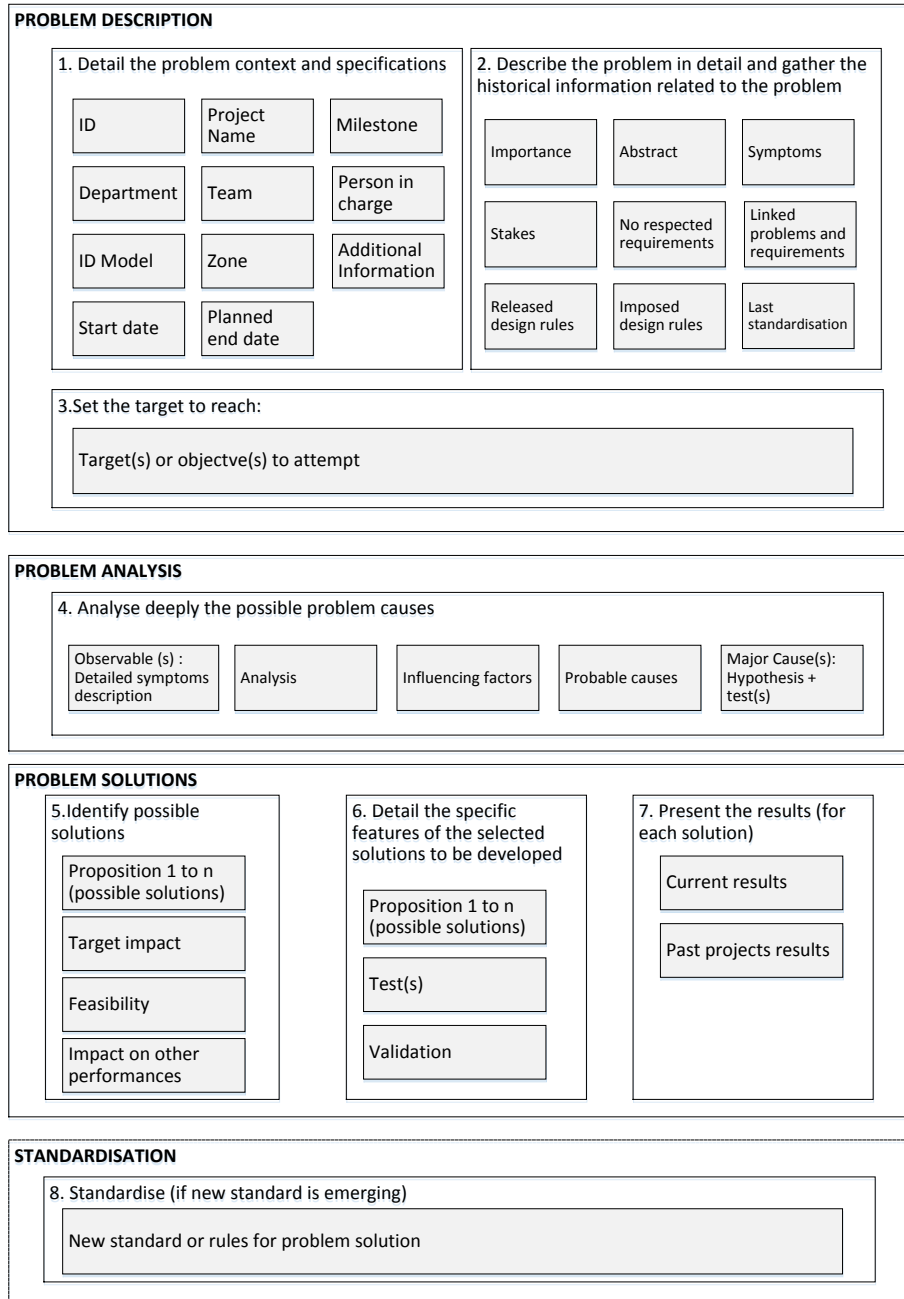 PROBLEM DESCRIPTION
1. Detail the problem context and specifications
ID
Project
Name
Milestone
Department
Team
Person in
charge
ID Model
Zone
Additional
Information
Start date
Planned
end date
2. Describe the problem in detail and gather the
historical information related to the problem
Importance
Abstract
Symptoms
Stakes
No respected
requirements
Linked
problems and
requirements
Released
design rules
Imposed
design rules
Last
standardisation
3.Set the target to reach:
Target(s) or objectve(s) to attempt
PROBLEM ANALYSIS
4. Analyse deeply the possible problem causes
Observable (s) :
Detailed symptoms
description
Analysis
Influencing factors
Probable causes
Major Cause(s):
Hypothesis +
test(s)
PROBLEM SOLUTIONS
5.Identify possible
solutions
Proposition 1 to n
(possible solutions)
Target impact
Feasibility
Impact on other
performances
6. Detail the specific
features of the selected
solutions to be developed
Proposition 1 to n
(possible solutions)
Test(s)
Validation
7. Present the results (for
each solution)
Current results
Past projects results
STANDARDISATION
8. Standardise (if new standard is emerging)
New standard or rules for problem solution